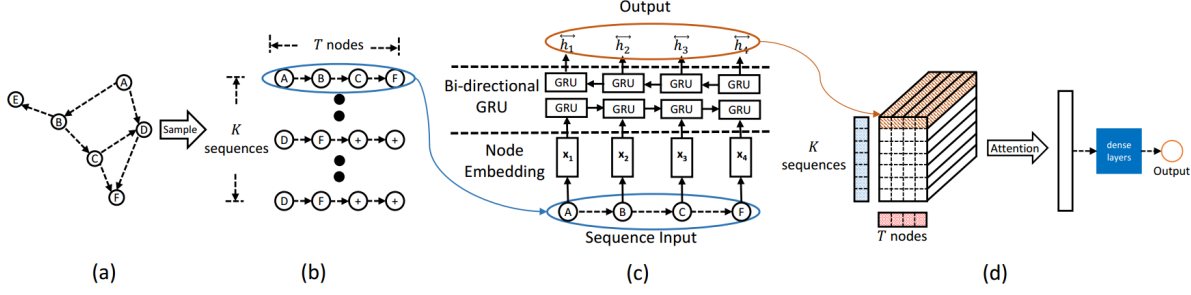 A
E
B
D
C
F
(a)
Sample
T nodes
K
sequences
A B C F
D F + +
D F + +
(b)
Output
h₁ h₂ h₃ h₄
Bi-directional
GRU
GRU GRU GRU GRU
GRU GRU GRU GRU
Node
Embedding
x₁ x₂ x₃ x₄
A B C F
Sequence Input
(c)
K
sequences
T nodes
Attention
dense
layers
Output
(d)